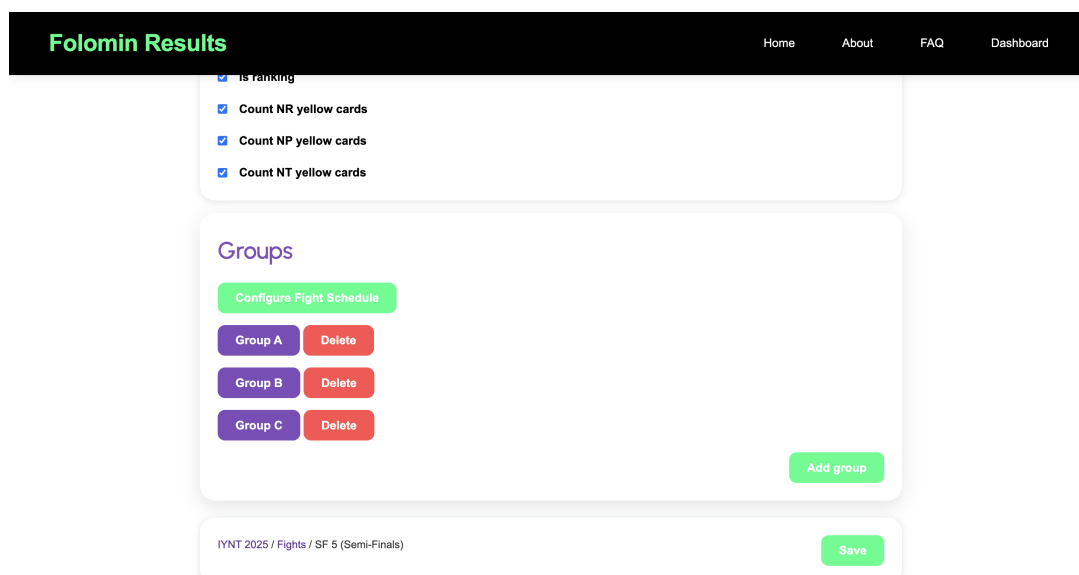 Folomin Results
Home About FAQ Dashboard
Is ranking
Count NR yellow cards
Count NP yellow cards
Count NT yellow cards
Groups
Configure Fight Schedule
Group A Delete
Group B Delete
Group C Delete
Add group
IYNT 2025 / Fights / SF 5 (Semi-Finals)
Save